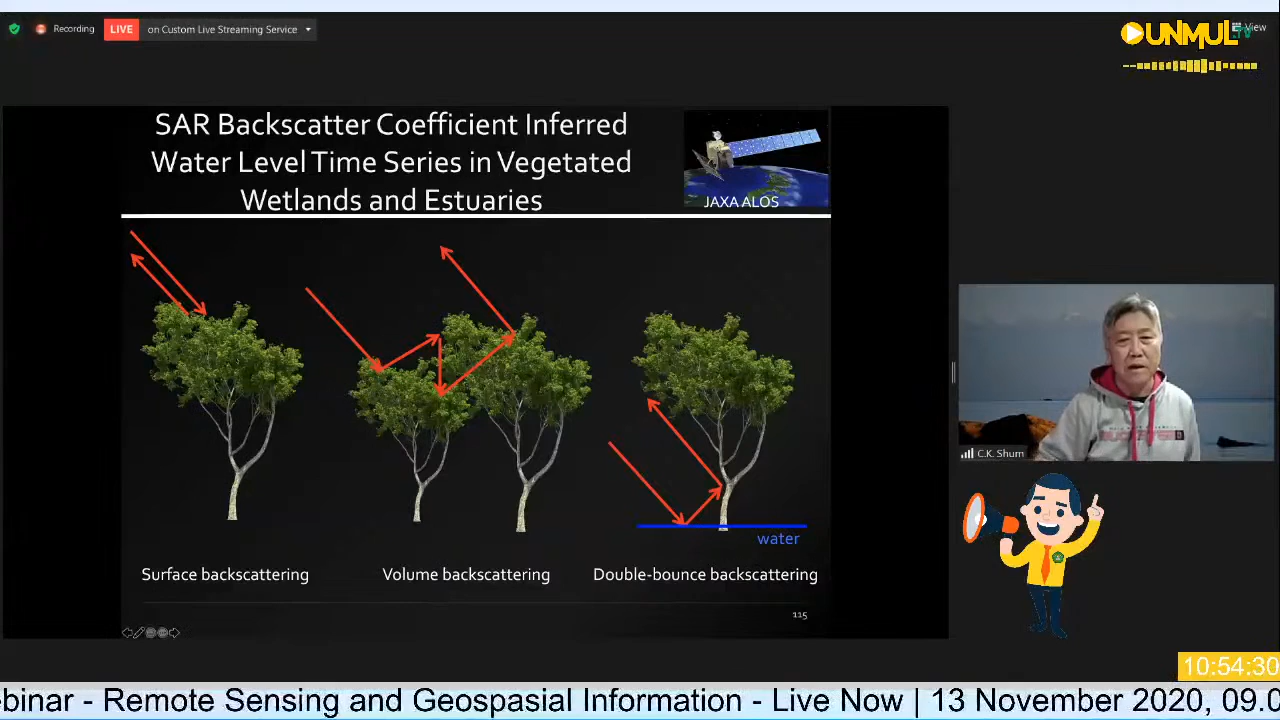 Recording
LIVE
on Custom Live Streaming Service
View
UNMUL
TV
SAR Backscatter Coefficient Inferred
Water Level Time Series in Vegetated
Wetlands and Estuaries
JAXA ALOS
C.K. Shum
water
Surface backscattering
Volume backscattering
Double-bounce backscattering
115
10:54:30
ebinar - Remote Sensing and Geospasial Information - Live Now | 13 November 2020, 09.0